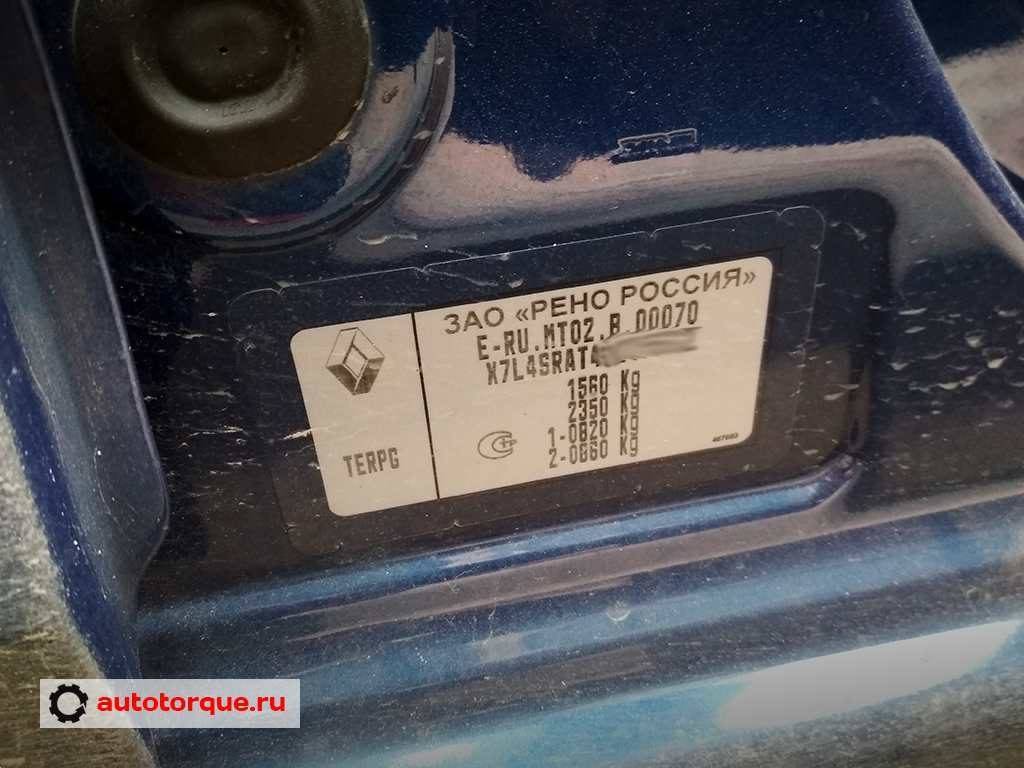 ЗАО «РЕНО РОССИЯ»
E-RU.MT02.B.00070
X7L4SRAT4
1560 Kg
2350 Kg
1-0820 Kg
2-0860 Kg
TERPG
467683
autotorque.ru